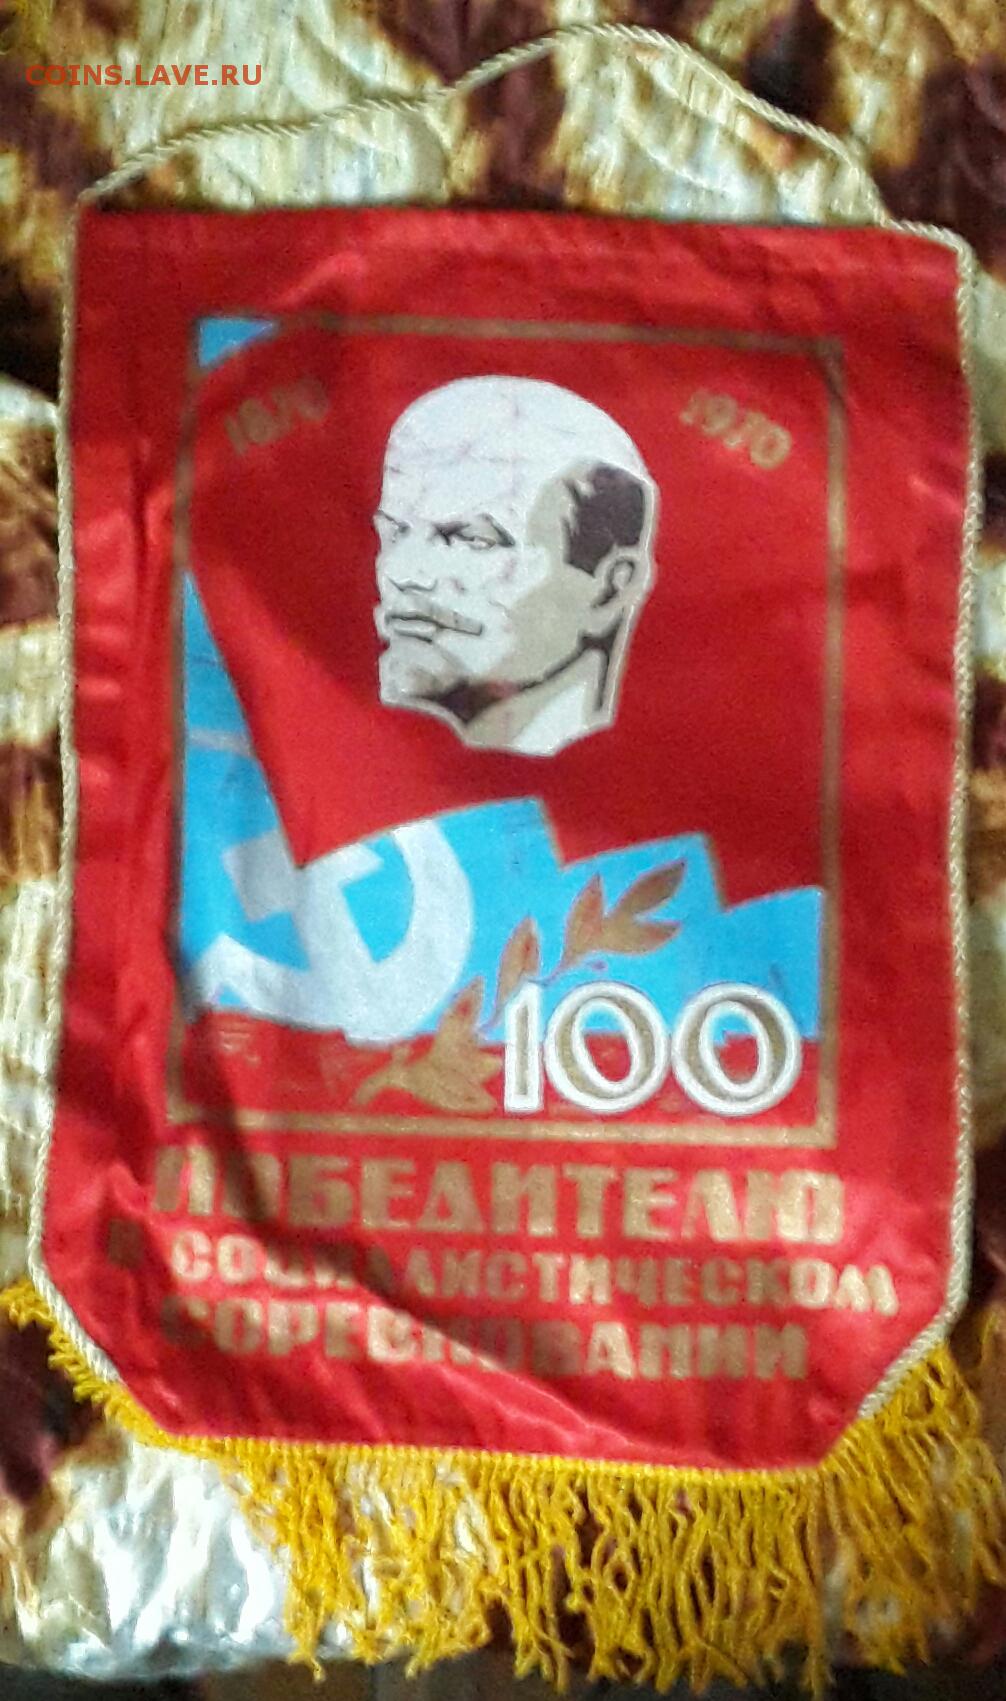 COINS.LAVE.RU
1870 1970
100
ПОБЕДИТЕЛЮ
В СОЦИАЛИСТИЧЕСКОМ
СОРЕВНОВАНИИ